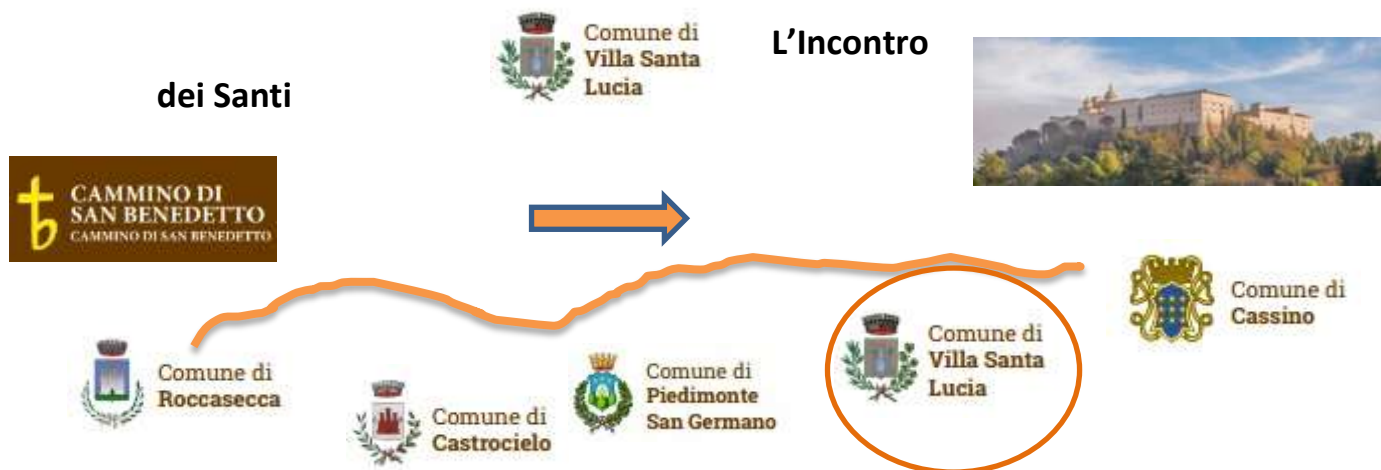 Comune di
Villa Santa
Lucia
L'Incontro
dei Santi
CAMMINO DI
SAN BENEDETTO
CAMMINO DI SAN BENEDETTO
Comune di
Roccasecca
Comune di
Castrocielo
Comune di
Piedimonte
San Germano
Comune di
Villa Santa
Lucia
Comune di
Cassino